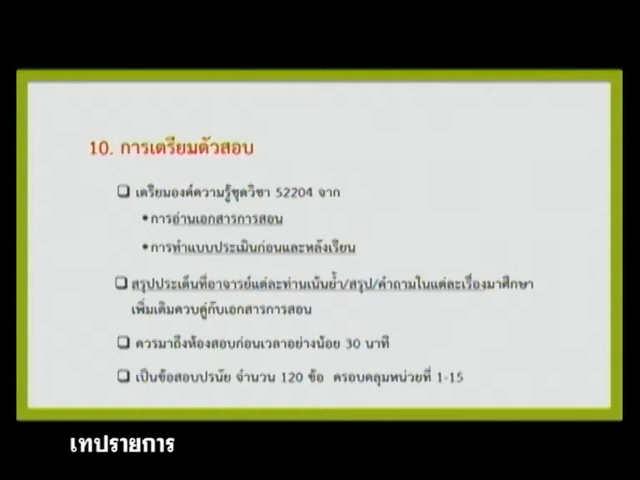 10. การเตรียมตัวสอบ
❑ เตรียมองค์ความรู้ชุดวิชา 52204 จาก
•การอ่านเอกสารการสอน
•การทำแบบประเมินก่อนและหลังเรียน
❑ สรุปประเด็นที่อาจารย์แต่ละท่านเน้นย้ำ/สรุป/คำถามในแต่ละเรื่องมาศึกษา
เพิ่มเติมควบคู่กับเอกสารการสอน
❑ ควรมาถึงห้องสอบก่อนเวลาอย่างน้อย 30 นาที
❑ เป็นข้อสอบปรนัย จำนวน 120 ข้อ ครอบคลุมหน่วยที่ 1-15
เทปรายการ